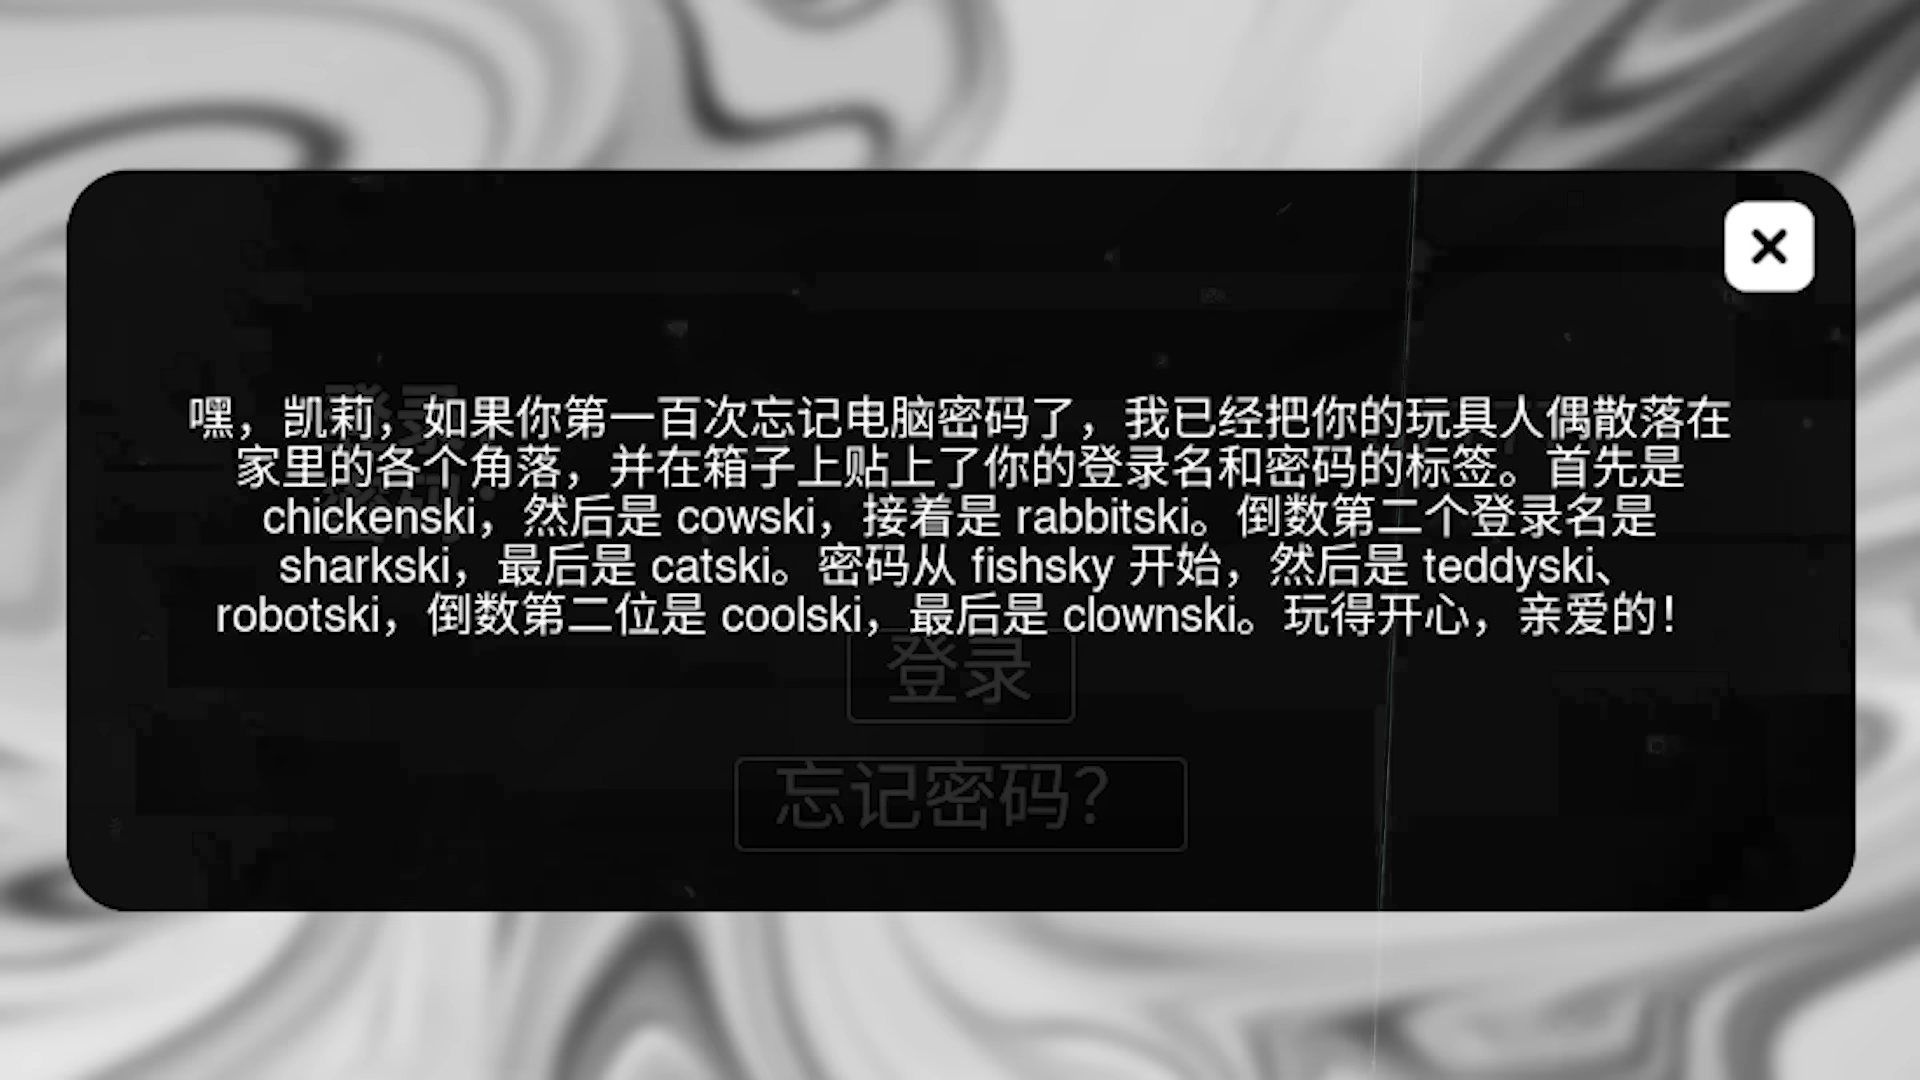 嘿，凯莉，如果你第一百次忘记电脑密码了，我已经把你的玩具人偶散落在
家里的各个角落，并在箱子上贴上了你的登录名和密码的标签。首先是
chickenski，然后是 cowski，接着是 rabbitski。倒数第二个登录名是
sharkski，最后是 catski。密码从 fishsky 开始，然后是 teddyski、
robotski，倒数第二位是 coolski，最后是 clownski。玩得开心，亲爱的！
登录
忘记密码？